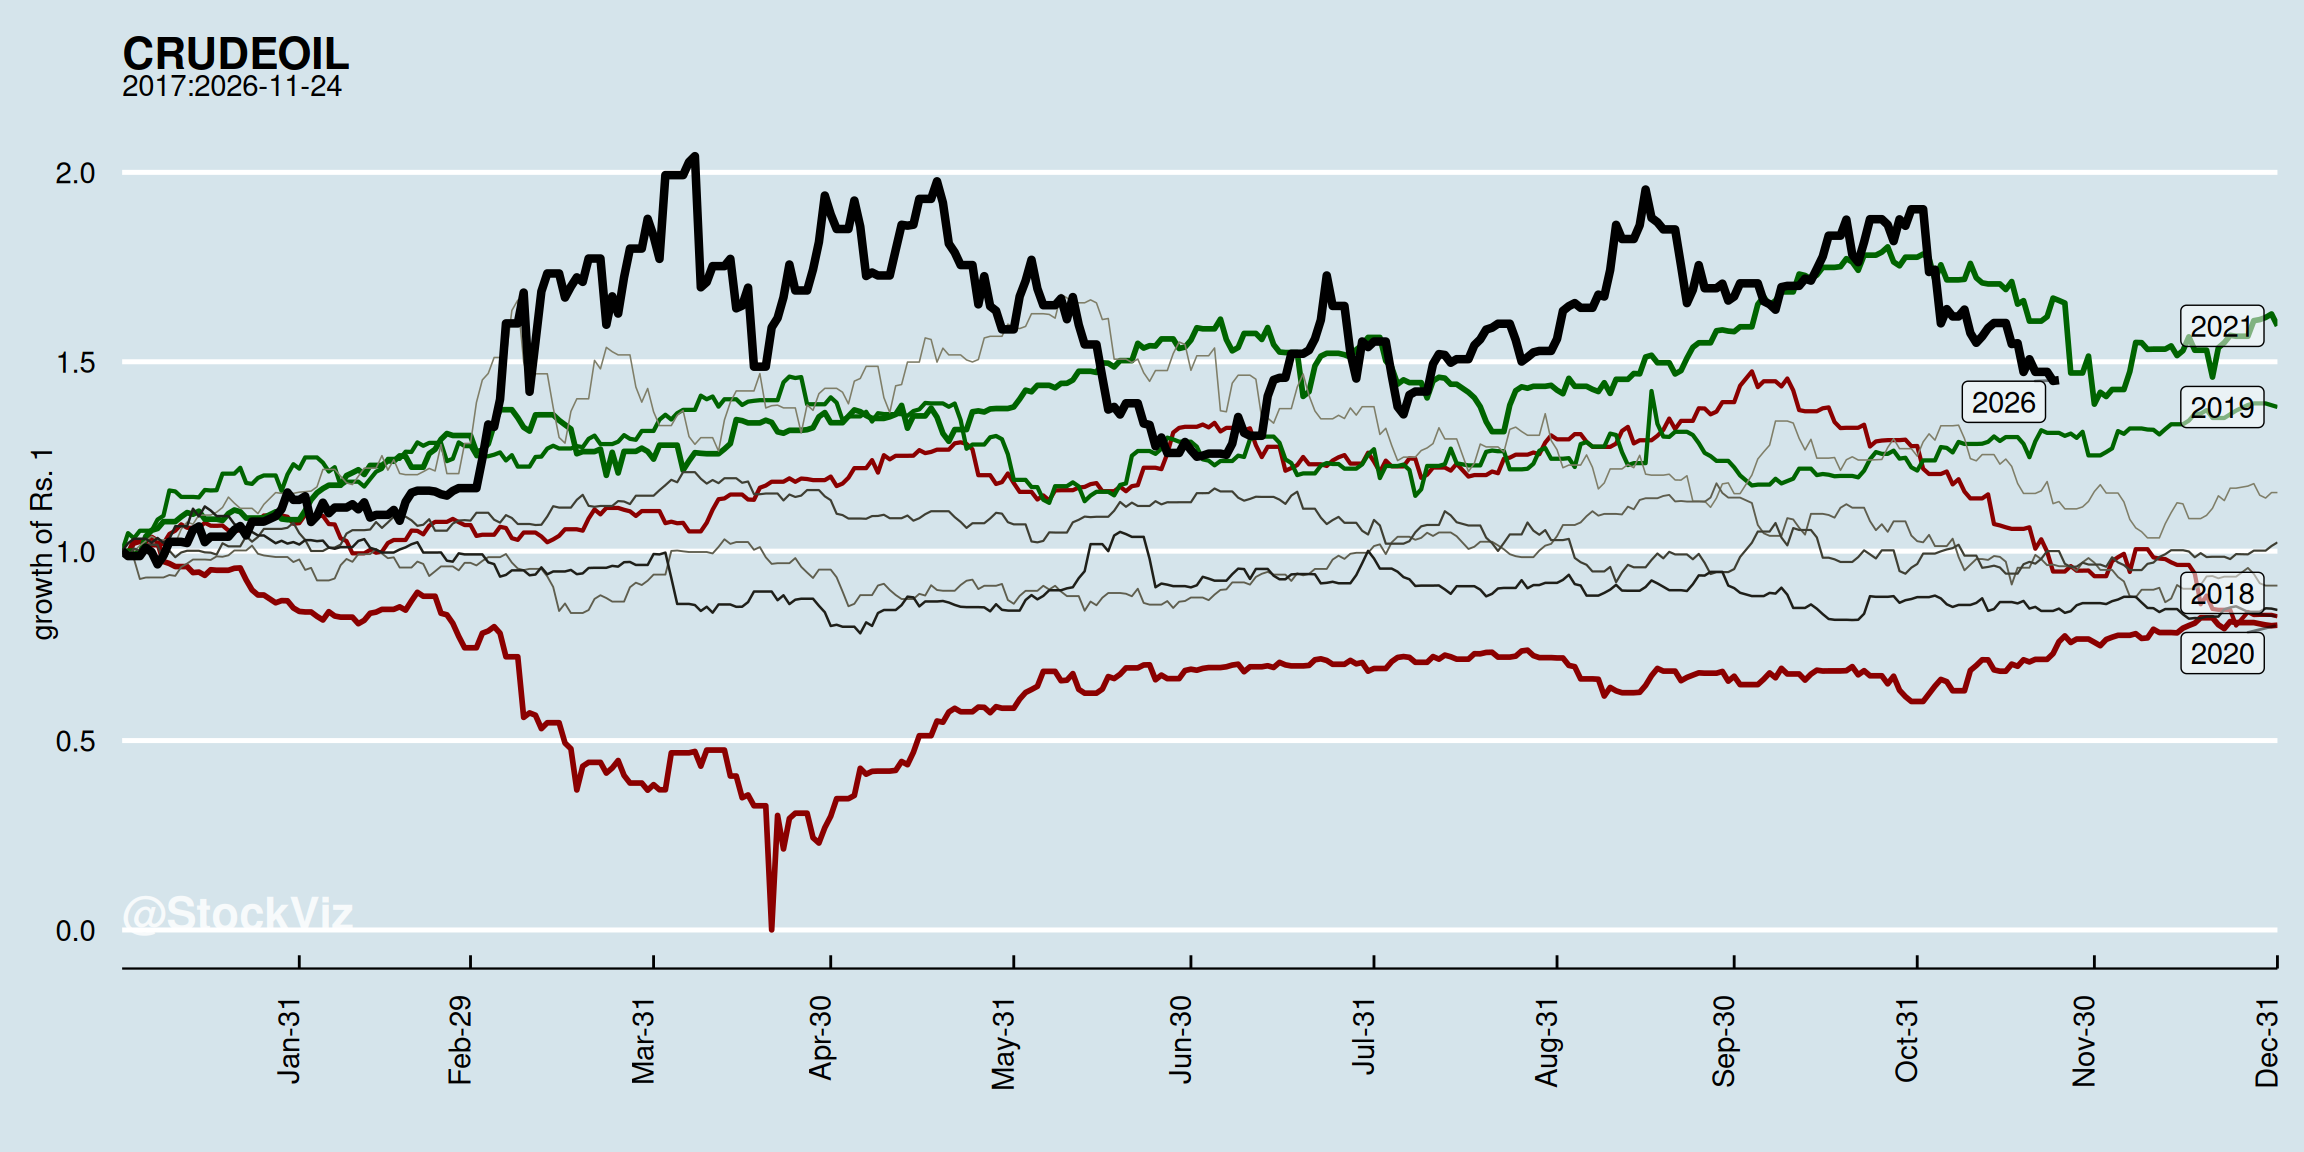 CRUDEOIL
2017:2026-11-24
growth of Rs. 1
2.0
1.5
1.0
0.5
0.0
2021
2026
2019
2018
2020
@StockViz
Jan-31
Feb-29
Mar-31
Apr-30
May-31
Jun-30
Jul-31
Aug-31
Sep-30
Oct-31
Nov-30
Dec-31